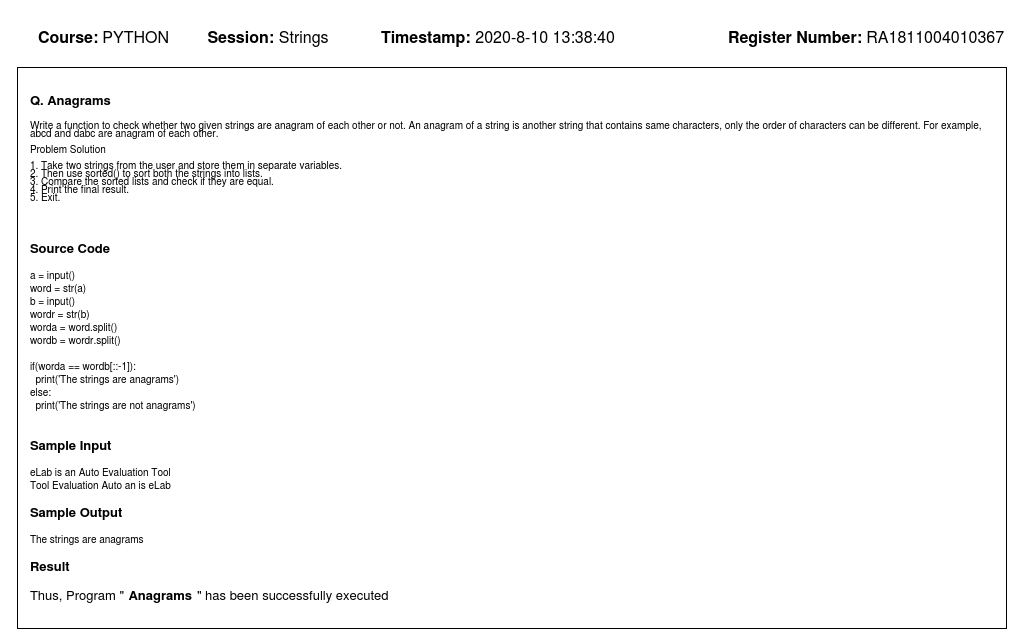 Course: PYTHON Session: Strings Timestamp: 2020-8-10 13:38:40 Register Number: RA1811004010367
Q. Anagrams
Write a function to check whether two given strings are anagram of each other or not. An anagram of a string is another string that contains same characters, only the order of characters can be different. For example,
abcd and dabc are anagram of each other.
Problem Solution
1. Take two strings from the user and store them in separate variables.
2. Then use sorted() to sort both the strings into lists.
3. Compare the sorted lists and check if they are equal.
4. Print the final result.
5. Exit.
Source Code
a = input()
word = str(a)
b = input()
wordr = str(b)
worda = word.split()
wordb = wordr.split()
if(worda == wordb[::-1]):
  print('The strings are anagrams')
else:
  print('The strings are not anagrams')
Sample Input
eLab is an Auto Evaluation Tool
Tool Evaluation Auto an is eLab
Sample Output
The strings are anagrams
Result
Thus, Program " Anagrams " has been successfully executed